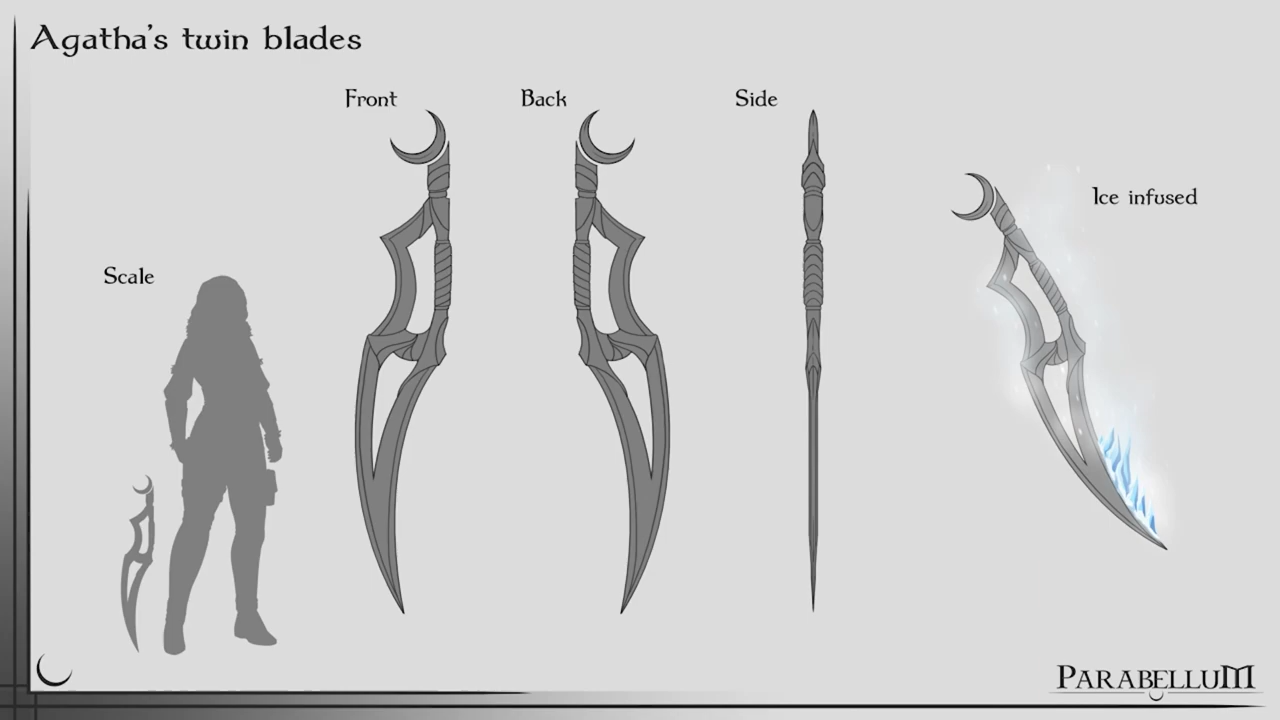 Agatha's twin blades
Front
Back
Side
Ice infused
Scale
PARABELLUM